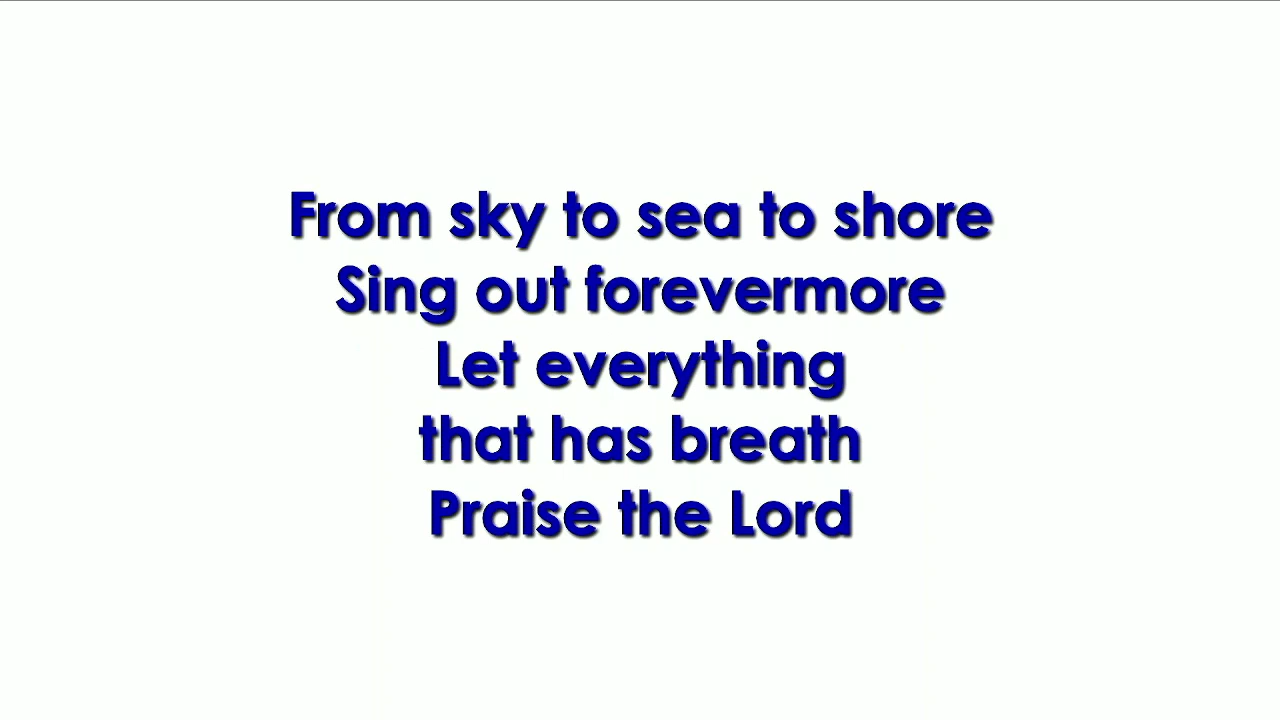 From sky to sea to shore
Sing out forevermore
Let everything
that has breath
Praise the Lord